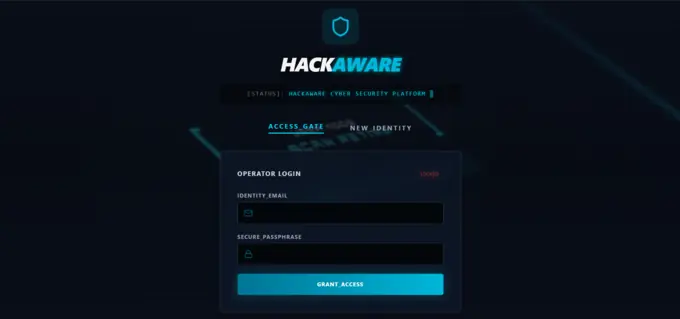 HACKAWARE
[STATUS]: HACKAWARE CYBER SECURITY PLATFORM
ACCESS_GATE
NEW_IDENTITY
OPERATOR LOGIN
IDENTITY_EMAIL
SECURE_PASSPHRASE
GRANT_ACCESS